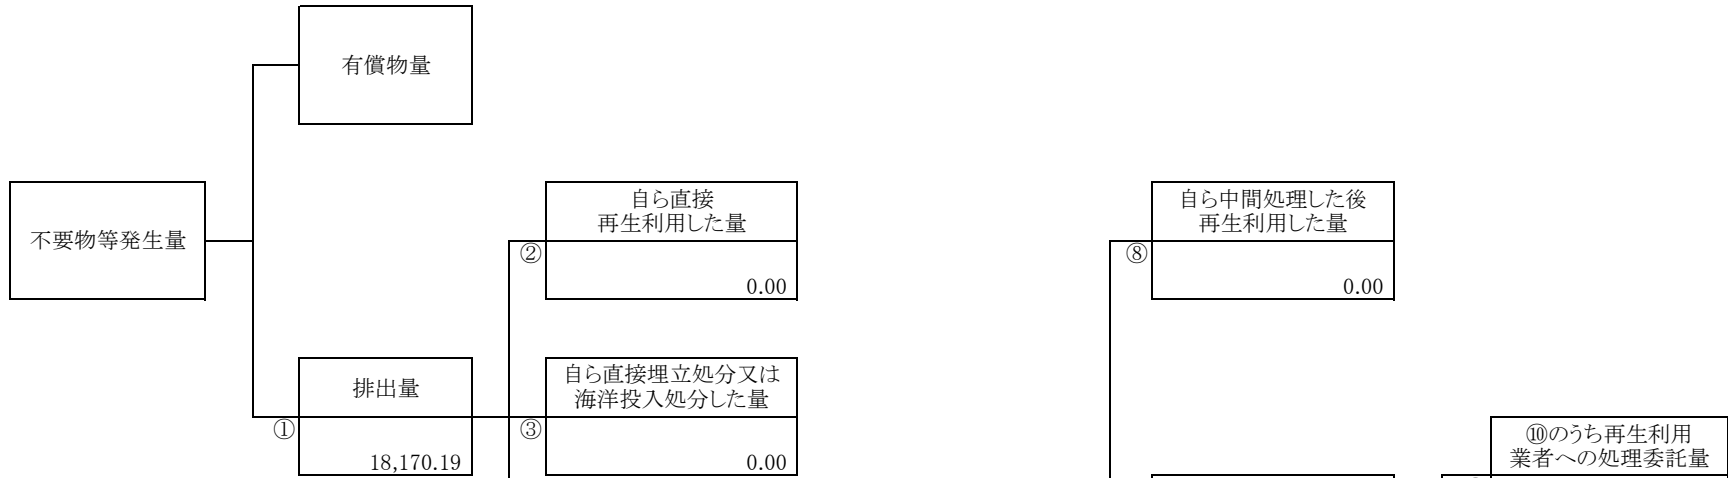 有償物量
不要物等発生量
自ら直接
再生利用した量
②
0.00
自ら中間処理した後
再生利用した量
⑧
0.00
排出量
①
18,170.19
自ら直接埋立処分又は
海洋投入処分した量
③
0.00
⑩のうち再生利用
業者への処理委託量